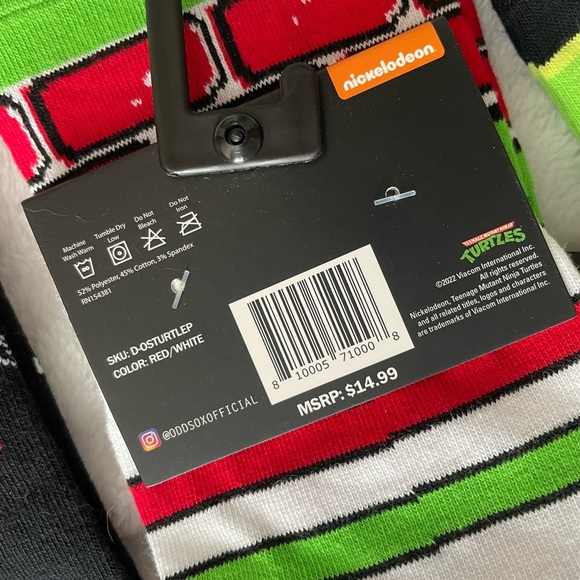 nickelodeon
Machine
Wash Warm
Tumble Dry
Low
Do Not
Bleach
Do Not
Iron
52% Polyester, 45% Cotton, 3% Spandex
RN154381
SKU: D-OSTURTLEP
COLOR: RED/WHITE
8 10005 71000 8
MSRP: $14.99
@ODDSOXOFFICIAL
TEENAGE MUTANT NINJA
TURTLES
©2022 Viacom International Inc.
All rights reserved.
Nickelodeon, Teenage Mutant Ninja Turtles
and all related titles, logos and characters
are trademarks of Viacom International Inc.